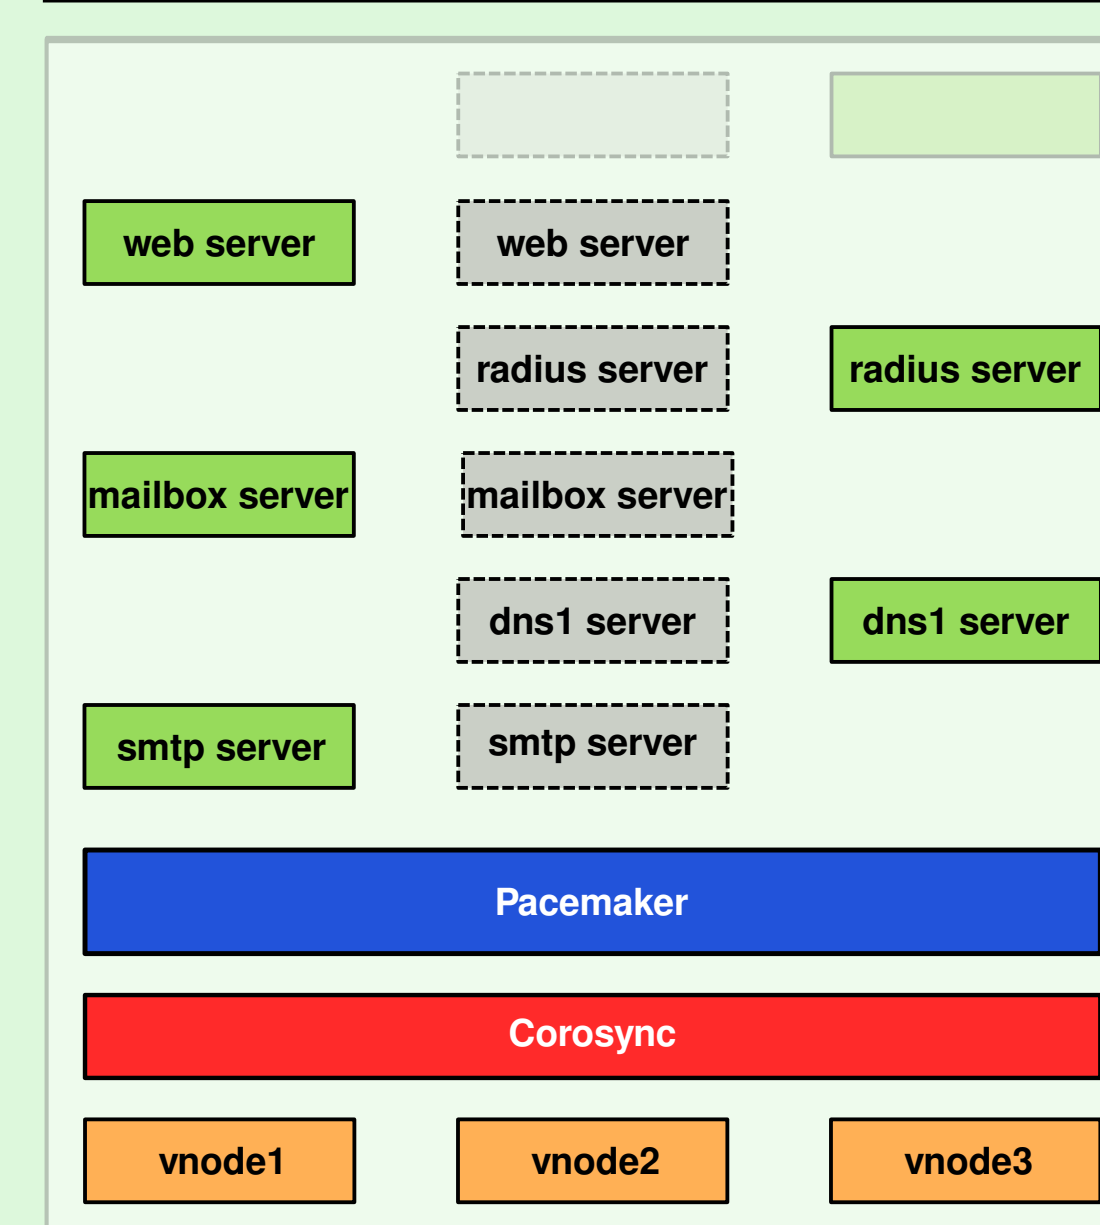 web server
web server
radius server
radius server
mailbox server
mailbox server
dns1 server
dns1 server
smtp server
smtp server
Pacemaker
Corosync
vnode1
vnode2
vnode3